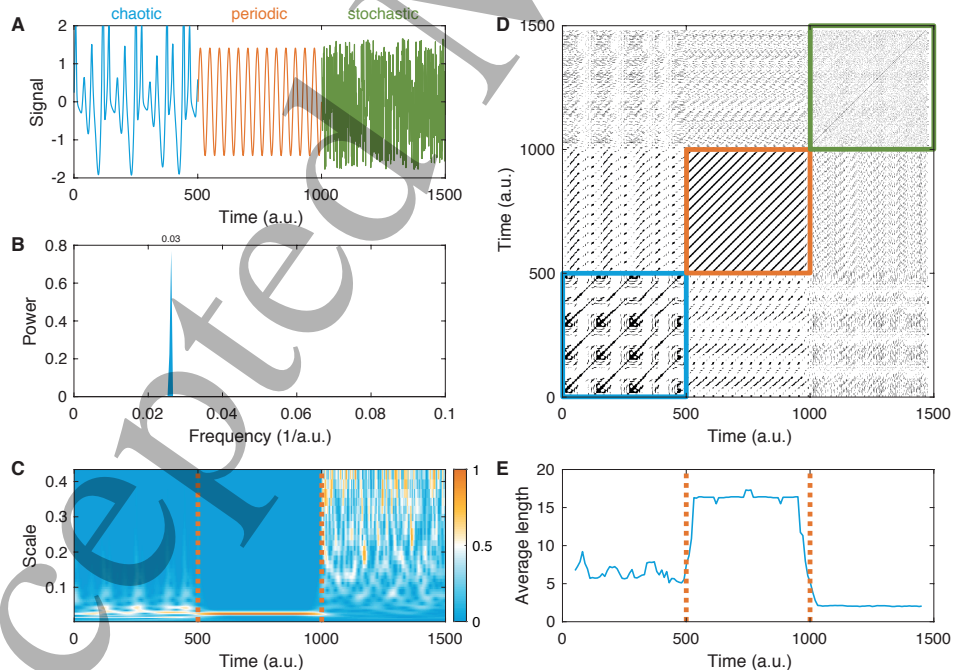 A
chaotic periodic stochastic
2
1
0
-1
-2
Signal
0 500 1000 1500
Time (a.u.)
B
0.03
0.8
0.6
0.4
0.2
0
Power
0 0.02 0.04 0.06 0.08 0.1
Frequency (1/a.u.)
C
0.4
0.3
0.2
0.1
Scale
1
0.5
0
0 500 1000 1500
Time (a.u.)
D
1500
1000
500
0
Time (a.u.)
0 500 1000 1500
Time (a.u.)
E
20
15
10
5
0
Average length
0 500 1000 1500
Time (a.u.)
cepted M